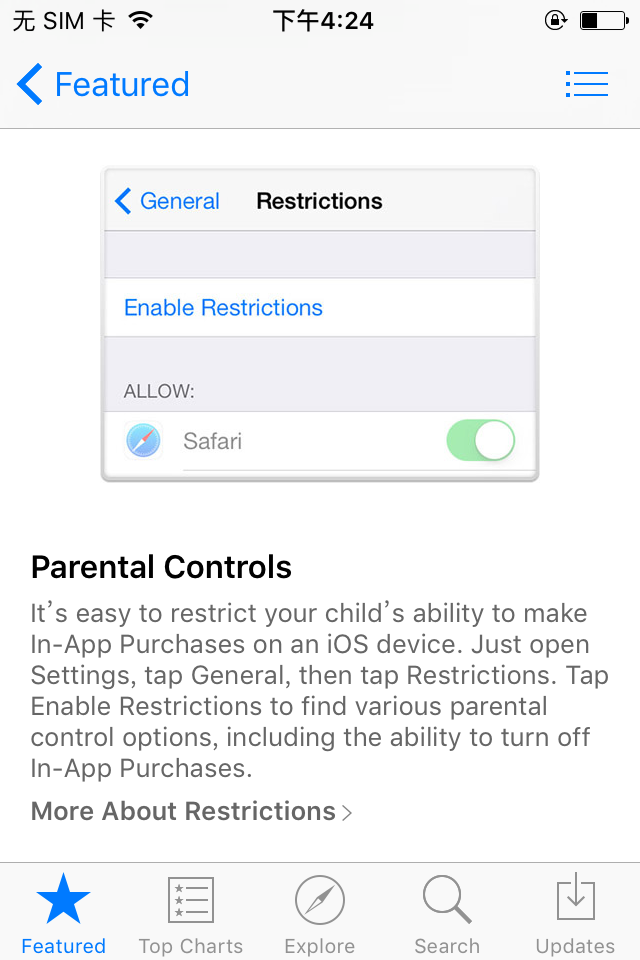 无 SIM 卡 下午4:24
Featured
General Restrictions
Enable Restrictions
ALLOW:
Safari
Parental Controls
It’s easy to restrict your child’s ability to make
In-App Purchases on an iOS device. Just open
Settings, tap General, then tap Restrictions. Tap
Enable Restrictions to find various parental
control options, including the ability to turn off
In-App Purchases.
More About Restrictions
Featured Top Charts Explore Search Updates